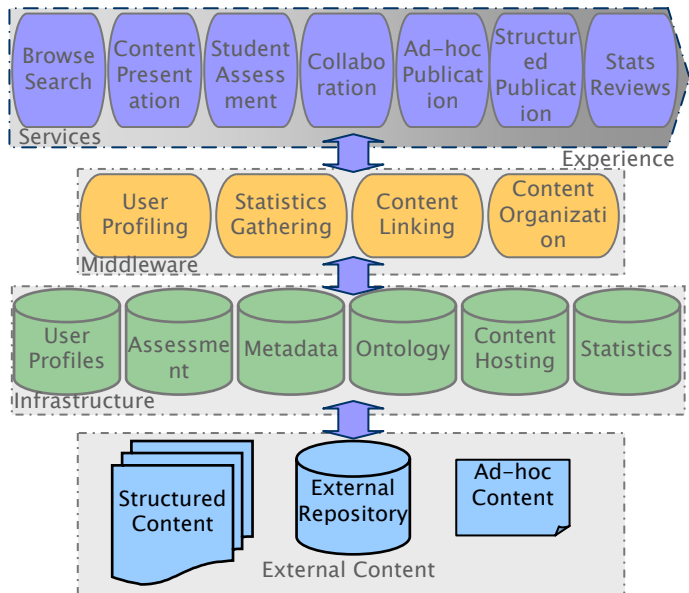 Browse
Search
Content
Present
ation
Student
Assess
ment
Collabo
ration
Ad-hoc
Publicat
ion
Structur
ed
Publicat
ion
Stats
Reviews
Services
Experience
User
Profiling
Statistics
Gathering
Content
Linking
Content
Organizati
on
Middleware
User
Profiles
Assessme
nt
Metadata
Ontology
Content
Hosting
Statistics
Infrastructure
Structured
Content
External
Repository
Ad-hoc
Content
External Content